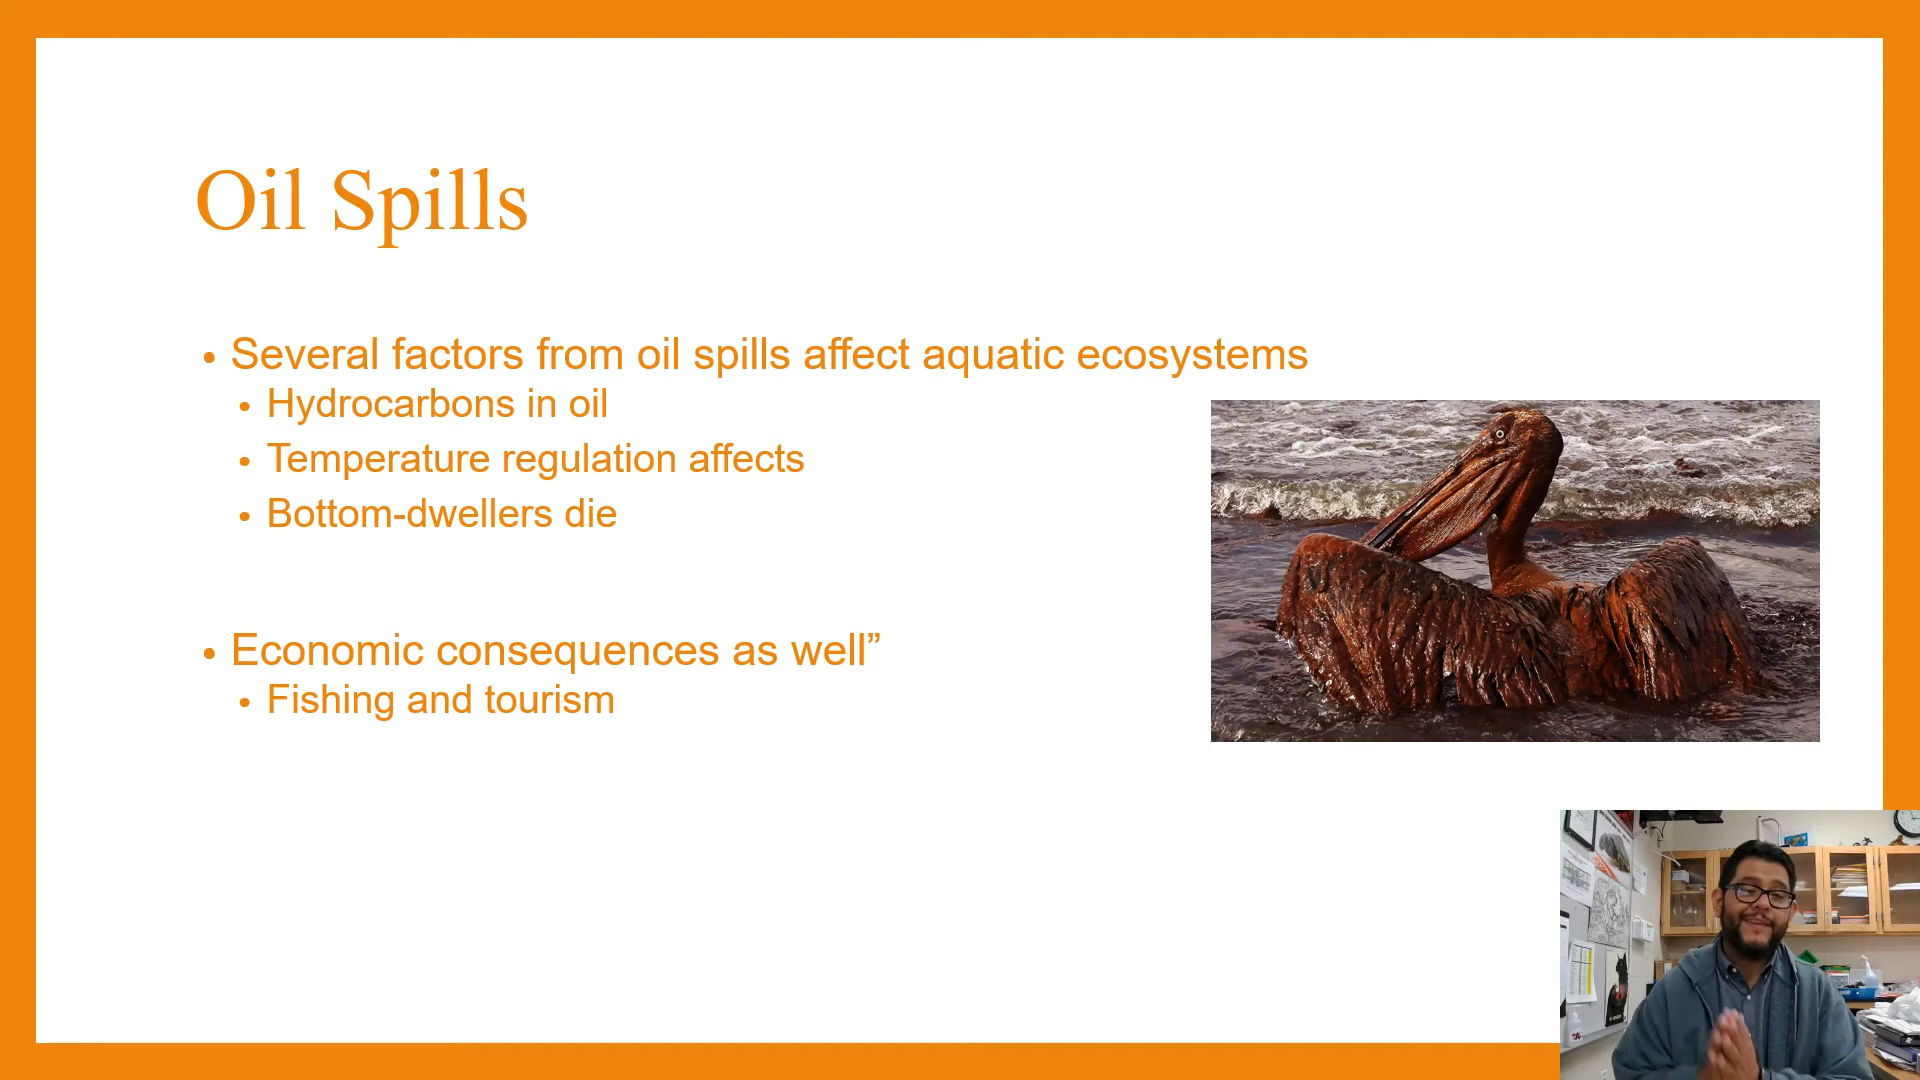 Oil Spills
• Several factors from oil spills affect aquatic ecosystems
• Hydrocarbons in oil
• Temperature regulation affects
• Bottom-dwellers die
• Economic consequences as well”
• Fishing and tourism